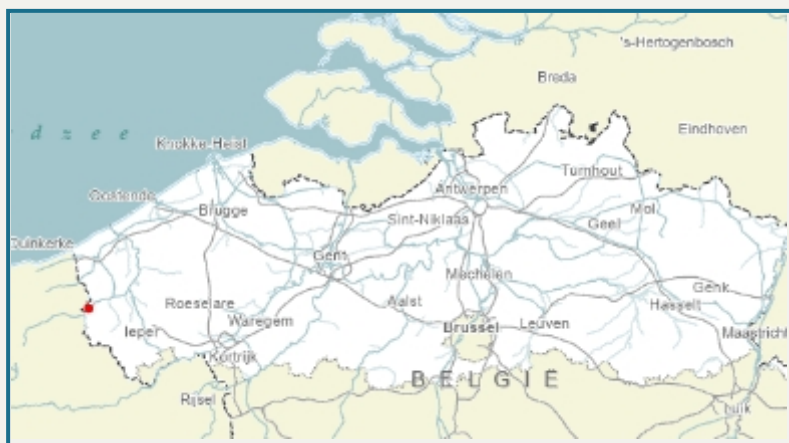 's-Hertogenbosch
Breda
Eindhoven
d z e e
Knokke-Heist
Turnhout
Oostende
Antwerpen
Brugge
Mol
Sint-Niklaas
Geel
Duinkerke
Gent
Mechelen
Genk
Roeselare
Aalst
Hasselt
Waregem
Ieper
Brussel
Leuven
Maastricht
Kortrijk
BELGIË
Rijsel
Luik